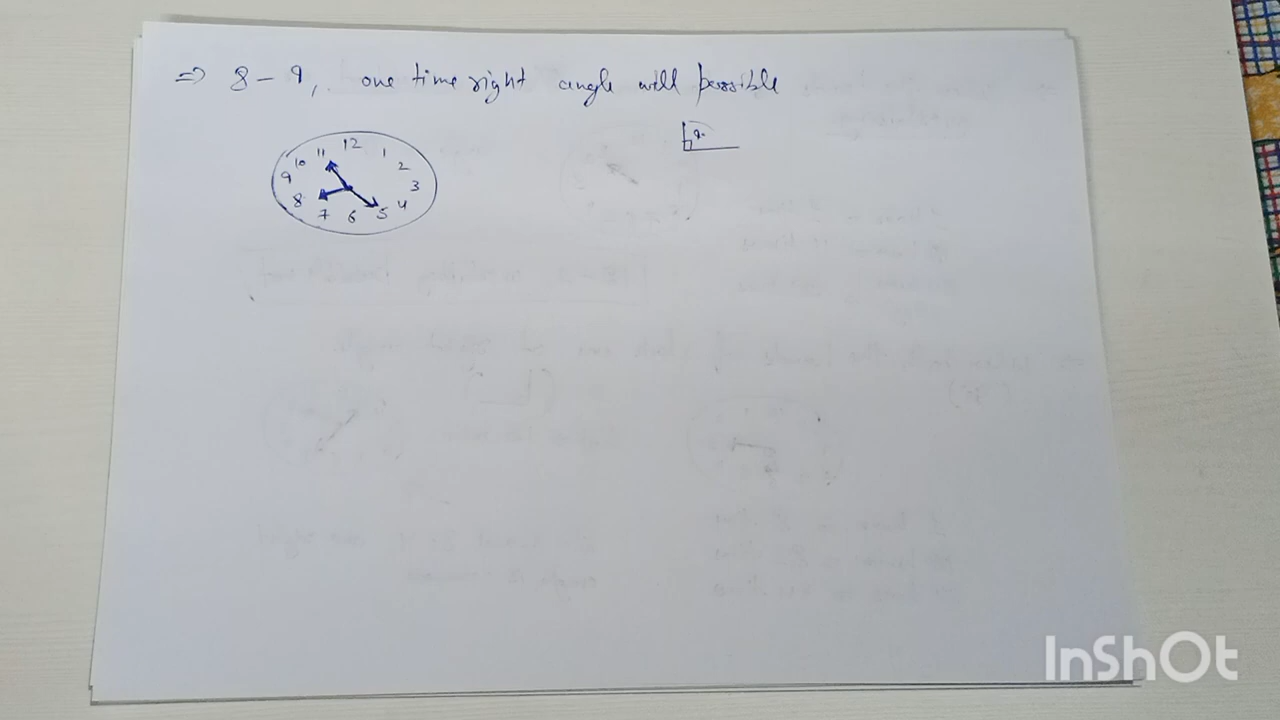 => 8 - 9, one time right angle will possible
90
12
11 1
10 2
9 3
8 4
7 6 5
InShOt